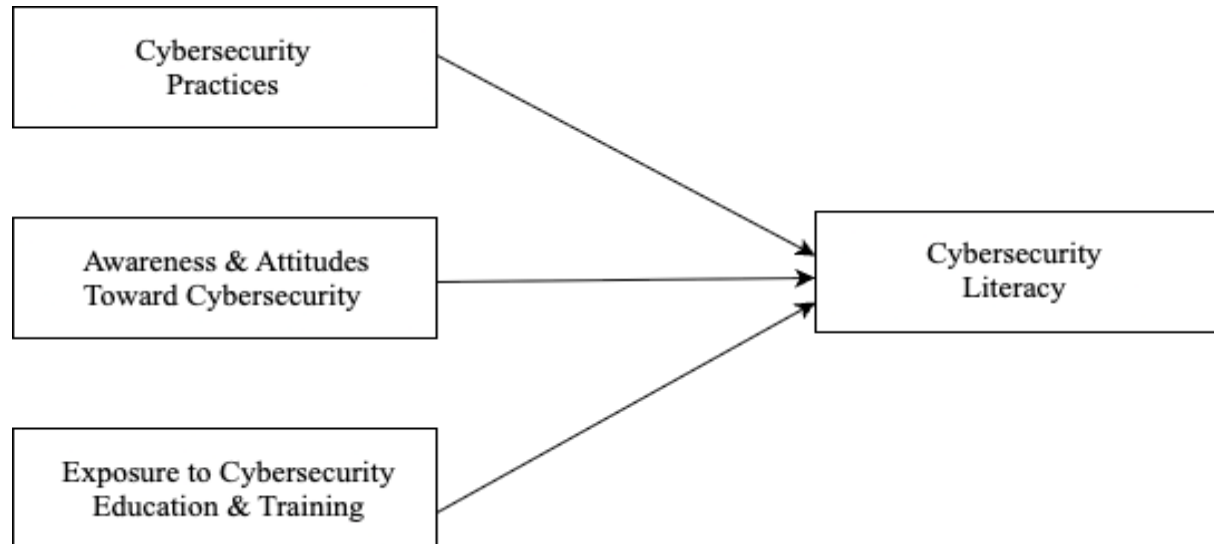 Cybersecurity
Practices
Awareness & Attitudes
Toward Cybersecurity
Cybersecurity
Literacy
Exposure to Cybersecurity
Education & Training